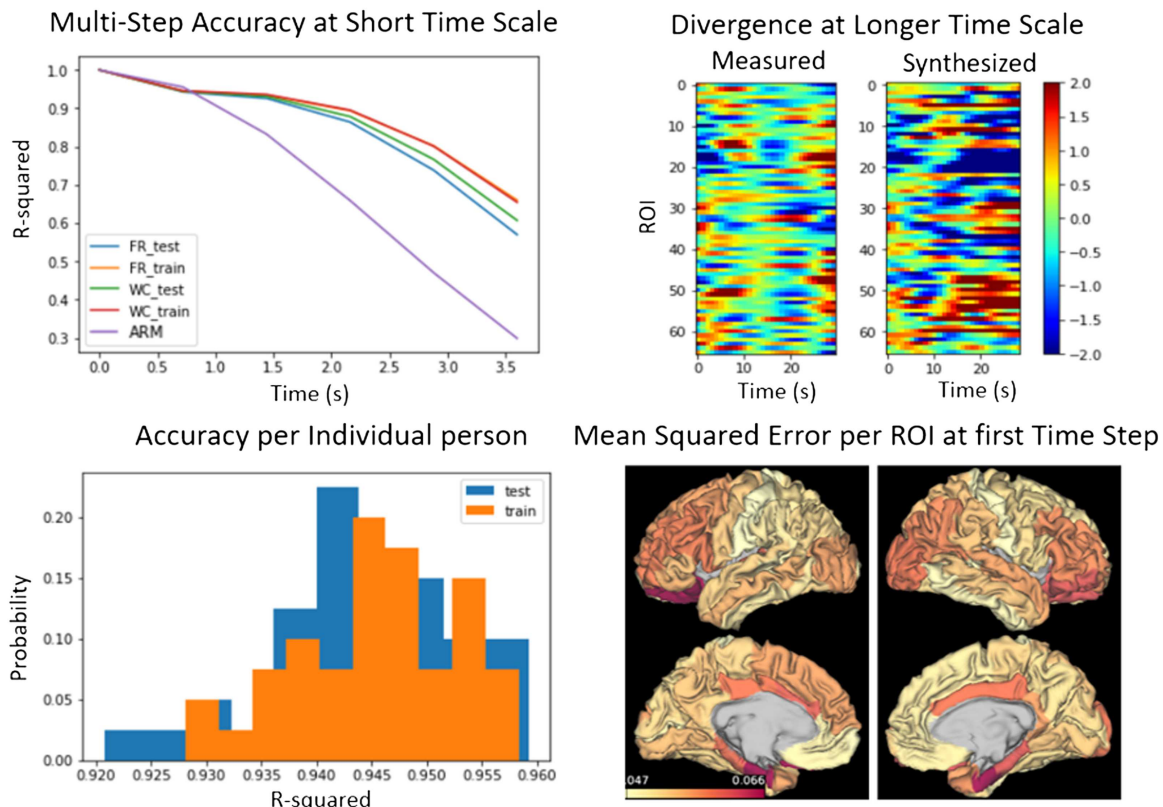 Multi-Step Accuracy at Short Time Scale
R-squared
1.0
0.9
0.8
0.7
0.6
0.5
0.4
0.3
FR_test
FR_train
WC_test
WC_train
ARM
0.0 0.5 1.0 1.5 2.0 2.5 3.0 3.5
Time (s)
Divergence at Longer Time Scale
Measured Synthesized
ROI
0
10
20
30
40
50
60
0 20
Time (s)
0
10
20
30
40
50
60
0 10 20
Time (s)
2.0
1.5
1.0
0.5
0.0
−0.5
−1.0
−1.5
−2.0
Accuracy per Individual person
Probability
0.20
0.15
0.10
0.05
0.00
test
train
0.920 0.925 0.930 0.935 0.940 0.945 0.950 0.955 0.960
R-squared
Mean Squared Error per ROI at first Time Step
.047 0.066